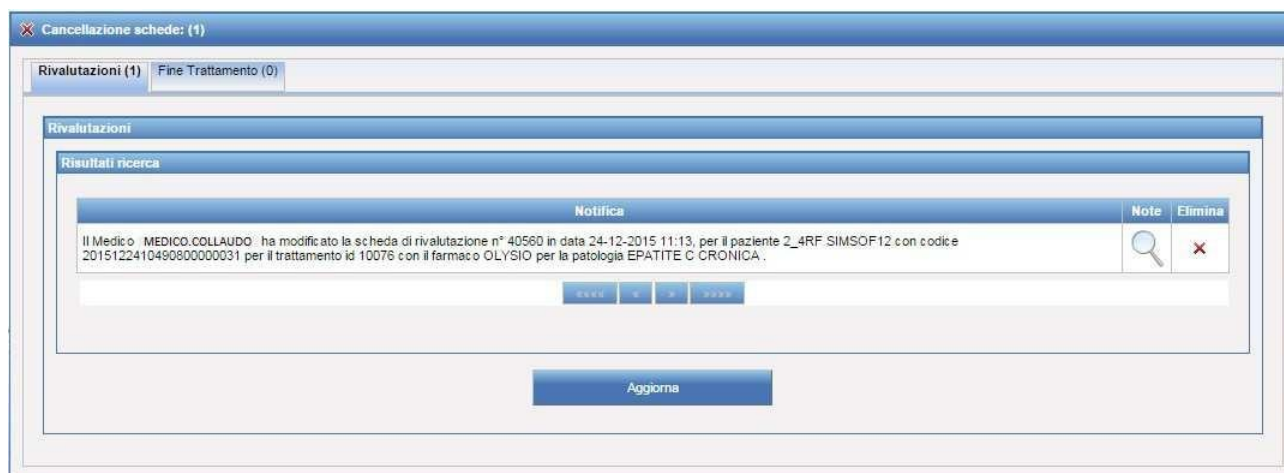 Cancellazione schede: (1)
Rivalutazioni (1) Fine Trattamento (0)
Rivalutazioni
Risultati ricerca
Notifica Note Elimina
Il Medico MEDICO.COLLAUDO ha modificato la scheda di rivalutazione n° 40560 in data 24-12-2015 11:13, per il paziente 2_4RF SIMSOF12 con codice
2015122410490800000031 per il trattamento id 10076 con il farmaco OLYSIO per la patologia EPATITE C CRONICA .
«««« « » »»»»
Aggiorna